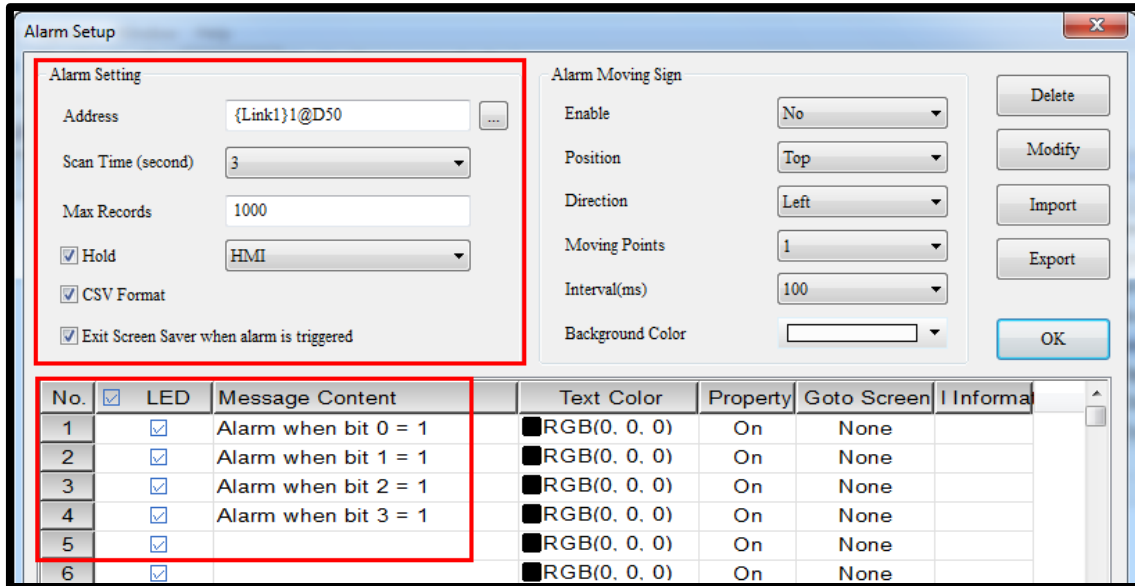 Alarm Setup
Alarm Setting
Address {Link1}1@D50 ...
Scan Time (second) 3
Max Records 1000
Hold HMI
CSV Format
Exit Screen Saver when alarm is triggered
Alarm Moving Sign
Enable No
Position Top
Direction Left
Moving Points 1
Interval(ms) 100
Background Color
Delete
Modify
Import
Export
OK
No. LED Message Content Text Color Property Goto Screen l Informat
1 Alarm when bit 0 = 1 RGB(0, 0, 0) On None
2 Alarm when bit 1 = 1 RGB(0, 0, 0) On None
3 Alarm when bit 2 = 1 RGB(0, 0, 0) On None
4 Alarm when bit 3 = 1 RGB(0, 0, 0) On None
5 RGB(0, 0, 0) On None
6 RGB(0, 0, 0) On None